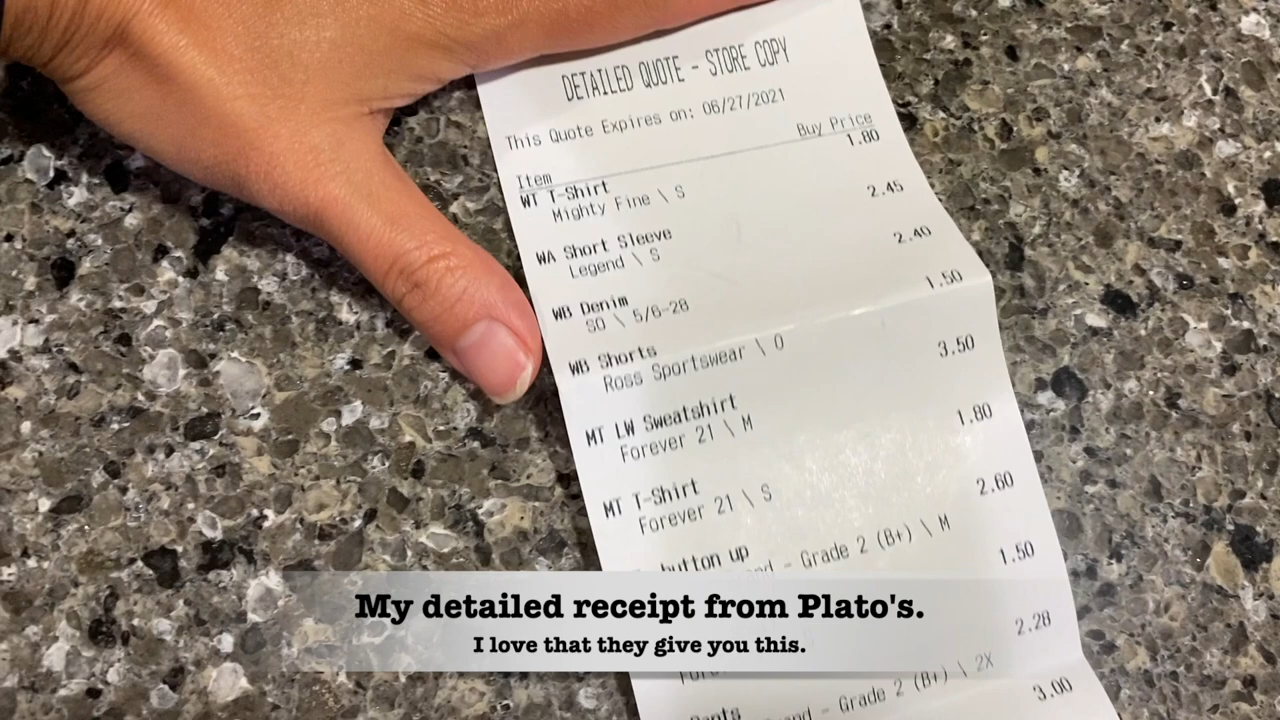 DETAILED QUOTE - STORE COPY
This Quote Expires on: 06/27/2021
Item Buy Price
WT T-Shirt 1.80
Mighty Fine \ S
WA Short Sleeve 2.45
Legend \ S
WB Denim 2.40
SO \ 5/6-28
WB Shorts 1.50
Ross Sportswear \ 0
MT LW Sweatshirt 3.50
Forever 21 \ M
MT T-Shirt 1.80
Forever 21 \ S
button up 2.60
- Grade 2 (B+) \ M
1.50
My detailed receipt from Plato's.
I love that they give you this.
2.28
- Grade 2 (B+) \ 2X
3.00